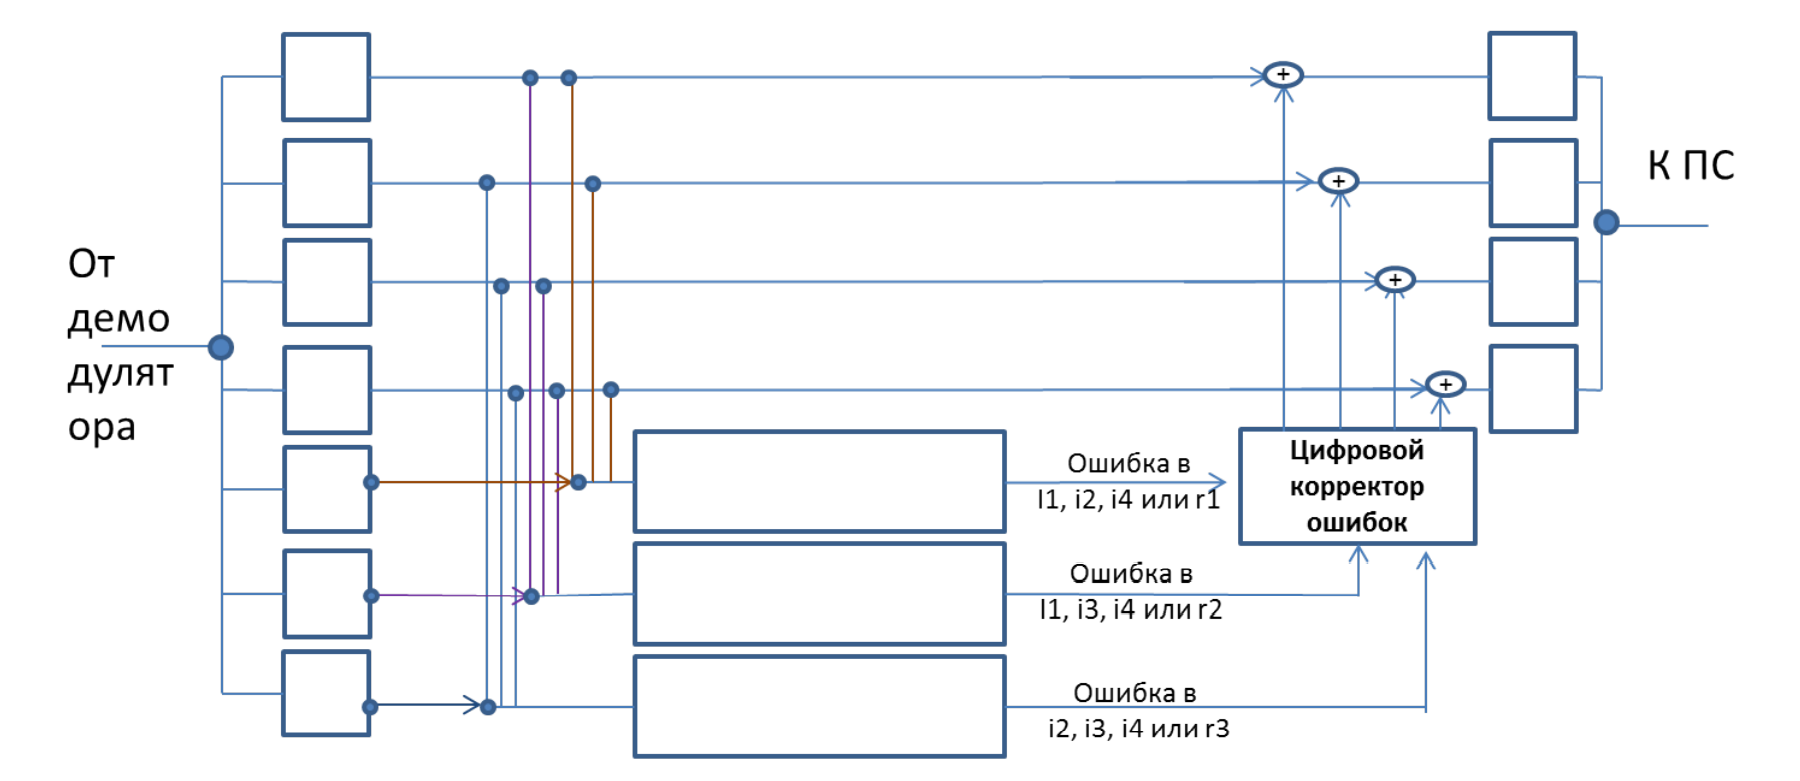 От
демо
дулят
ора
+
+
+
+
К ПС
Ошибка в
I1, i2, i4 или r1
Цифровой
корректор
ошибок
Ошибка в
I1, i3, i4 или r2
Ошибка в
i2, i3, i4 или r3